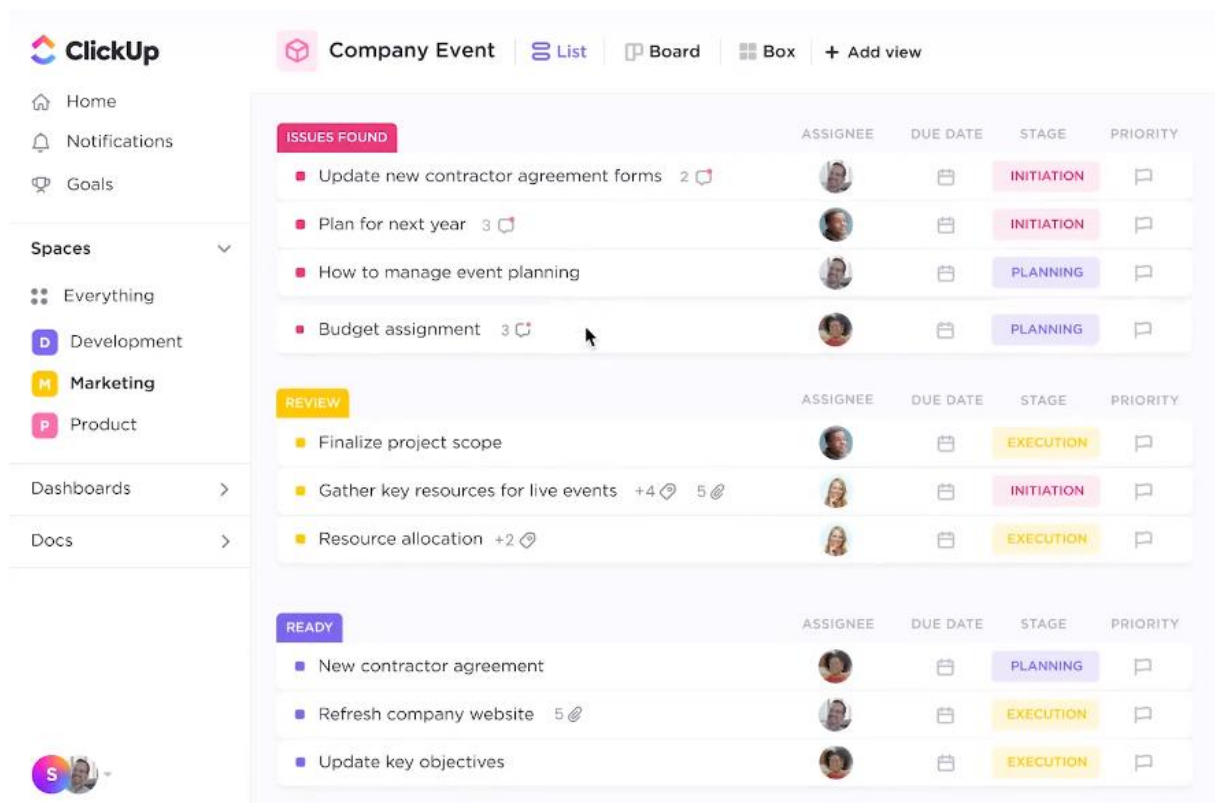 ClickUp
Company Event
List
Board
Box
+ Add view
Home
Notifications
Goals
Spaces
Everything
D Development
M Marketing
P Product
Dashboards
Docs
S
ISSUES FOUND ASSIGNEE DUE DATE STAGE PRIORITY
Update new contractor agreement forms 2 INITIATION
Plan for next year 3 INITIATION
How to manage event planning PLANNING
Budget assignment 3 PLANNING
REVIEW ASSIGNEE DUE DATE STAGE PRIORITY
Finalize project scope EXECUTION
Gather key resources for live events +4 5 INITIATION
Resource allocation +2 EXECUTION
READY ASSIGNEE DUE DATE STAGE PRIORITY
New contractor agreement PLANNING
Refresh company website 5 EXECUTION
Update key objectives EXECUTION